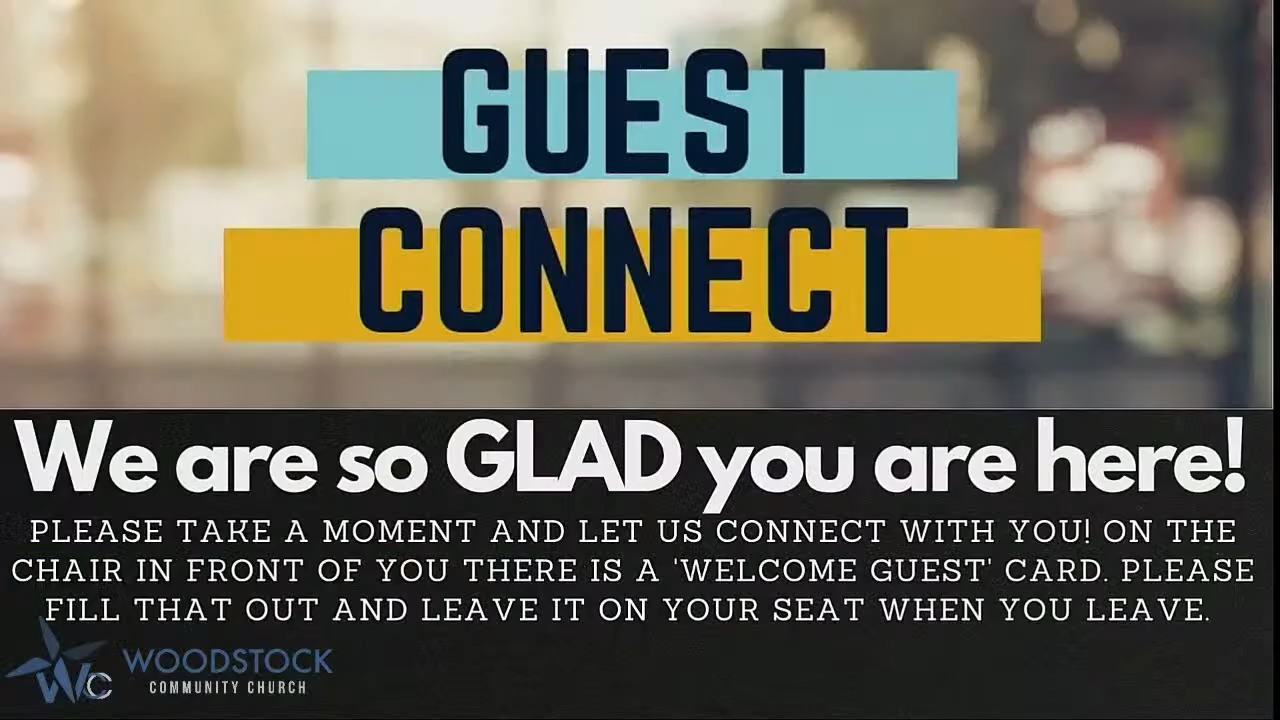 GUEST
CONNECT
We are so GLAD you are here!
PLEASE TAKE A MOMENT AND LET US CONNECT WITH YOU! ON THE
CHAIR IN FRONT OF YOU THERE IS A 'WELCOME GUEST' CARD. PLEASE
FILL THAT OUT AND LEAVE IT ON YOUR SEAT WHEN YOU LEAVE.
WCC WOODSTOCK
COMMUNITY CHURCH